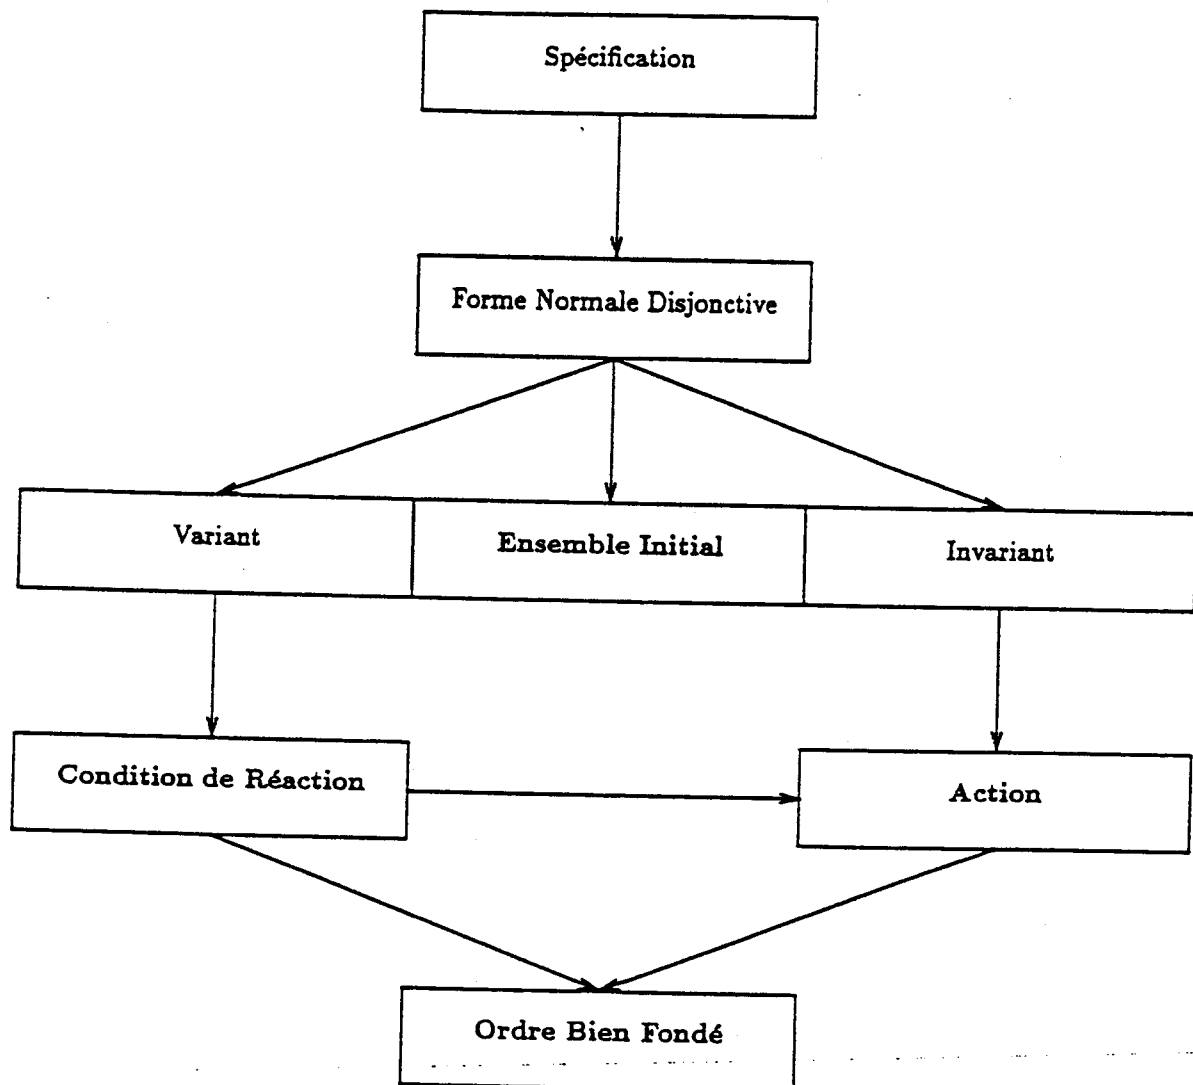 Spécification
Forme Normale Disjonctive
Variant
Ensemble Initial
Invariant
Condition de Réaction
Action
Ordre Bien Fondé